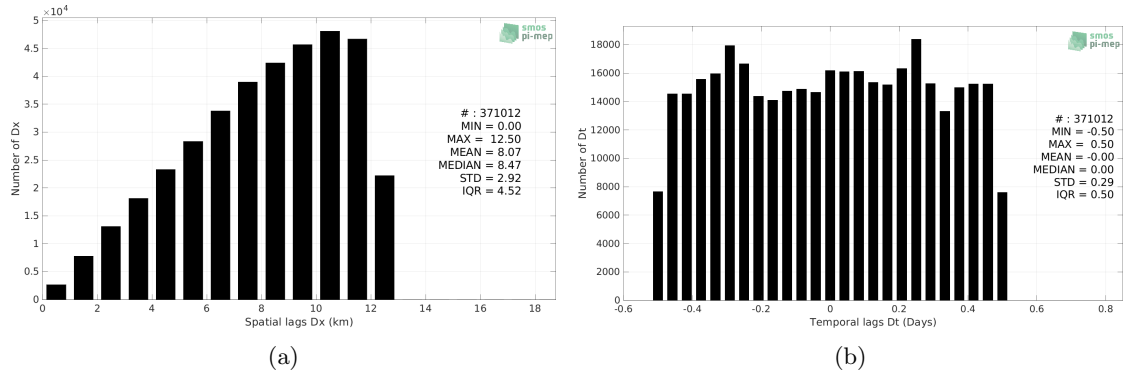 ×10⁴
5
4.5
4
3.5
3
2.5
2
1.5
1
0.5
0
Number of Dx
smos
pi-mep
# : 371012
MIN = 0.00
MAX = 12.50
MEAN = 8.07
MEDIAN = 8.47
STD = 2.92
IQR = 4.52
0 2 4 6 8 10 12 14 16 18
Spatial lags Dx (km)
(a)
18000
16000
14000
12000
10000
8000
6000
4000
2000
0
Number of Dt
smos
pi-mep
# : 371012
MIN = -0.50
MAX = 0.50
MEAN = -0.00
MEDIAN = 0.00
STD = 0.29
IQR = 0.50
-0.6 -0.4 -0.2 0 0.2 0.4 0.6 0.8
Temporal lags Dt (Days)
(b)